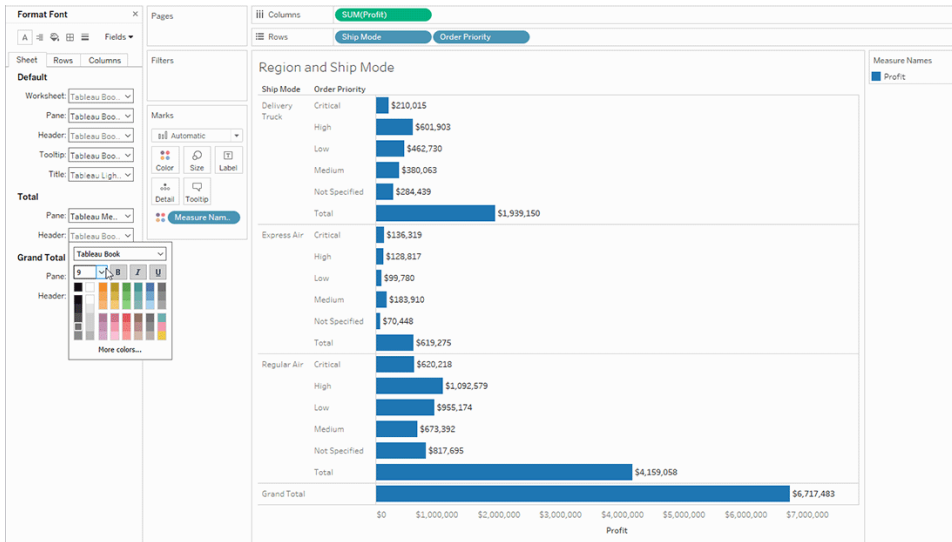 Format Font ×
A Fields
Sheet Rows Columns
Default
Worksheet: Tableau Boo..
Pane: Tableau Boo..
Header: Tableau Boo..
Tooltip: Tableau Boo..
Title: Tableau Ligh..
Total
Pane: Tableau Me..
Header: Tableau Boo..
Grand Total
Pane:
Header:
Tableau Book
9 B I U
More colors...
Pages
Filters
Marks
Automatic
Color Size Label
Detail Tooltip
Measure Nam..
Columns SUM(Profit)
Rows Ship Mode Order Priority
Region and Ship Mode
Ship Mode Order Priority
Delivery Truck Critical $210,015
High $601,903
Low $462,730
Medium $380,063
Not Specified $284,439
Total $1,939,150
Express Air Critical $136,319
High $128,817
Low $99,780
Medium $183,910
Not Specified $70,448
Total $619,275
Regular Air Critical $620,218
High $1,092,579
Low $955,174
Medium $673,392
Not Specified $817,695
Total $4,159,058
Grand Total $6,717,483
$0 $1,000,000 $2,000,000 $3,000,000 $4,000,000 $5,000,000 $6,000,000 $7,000,000
Profit
Measure Names
Profit